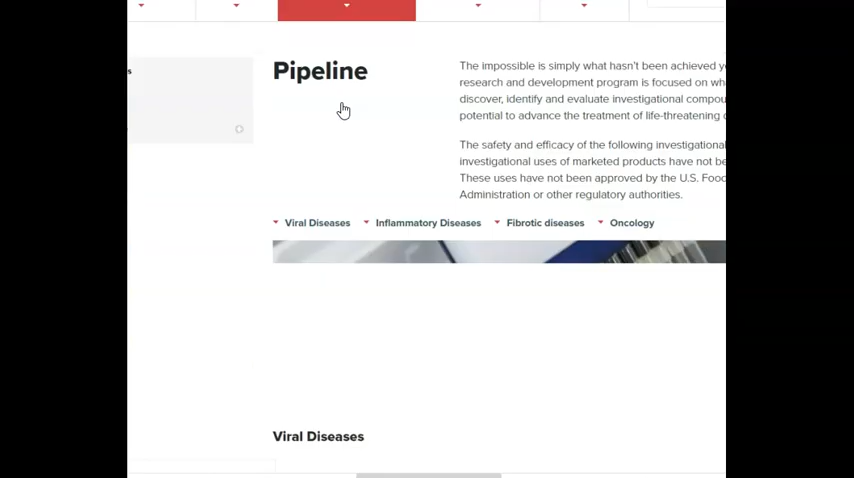 s
Pipeline
The impossible is simply what hasn't been achieved
research and development program is focused on
discover, identify and evaluate investigational
potential to advance the treatment of life-threatening
The safety and efficacy of the following investigational
investigational uses of marketed products have not
These uses have not been approved by the U.S. Food
Administration or other regulatory authorities.
Viral Diseases Inflammatory Diseases Fibrotic diseases Oncology
Viral Diseases